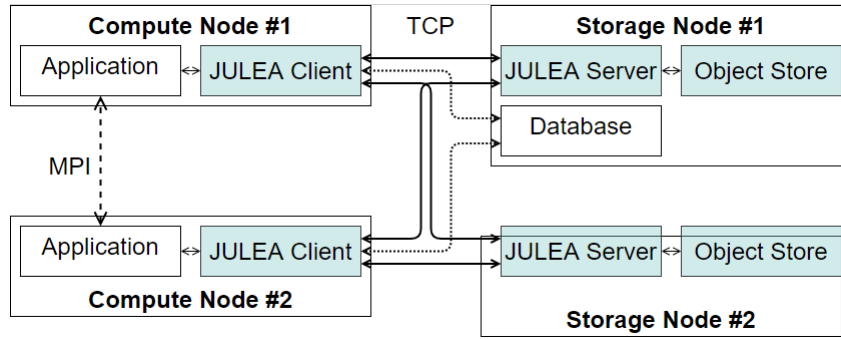 Compute Node #1
TCP
Storage Node #1
Application
JULEA Client
JULEA Server
Object Store
Database
MPI
Application
JULEA Client
JULEA Server
Object Store
Compute Node #2
Storage Node #2